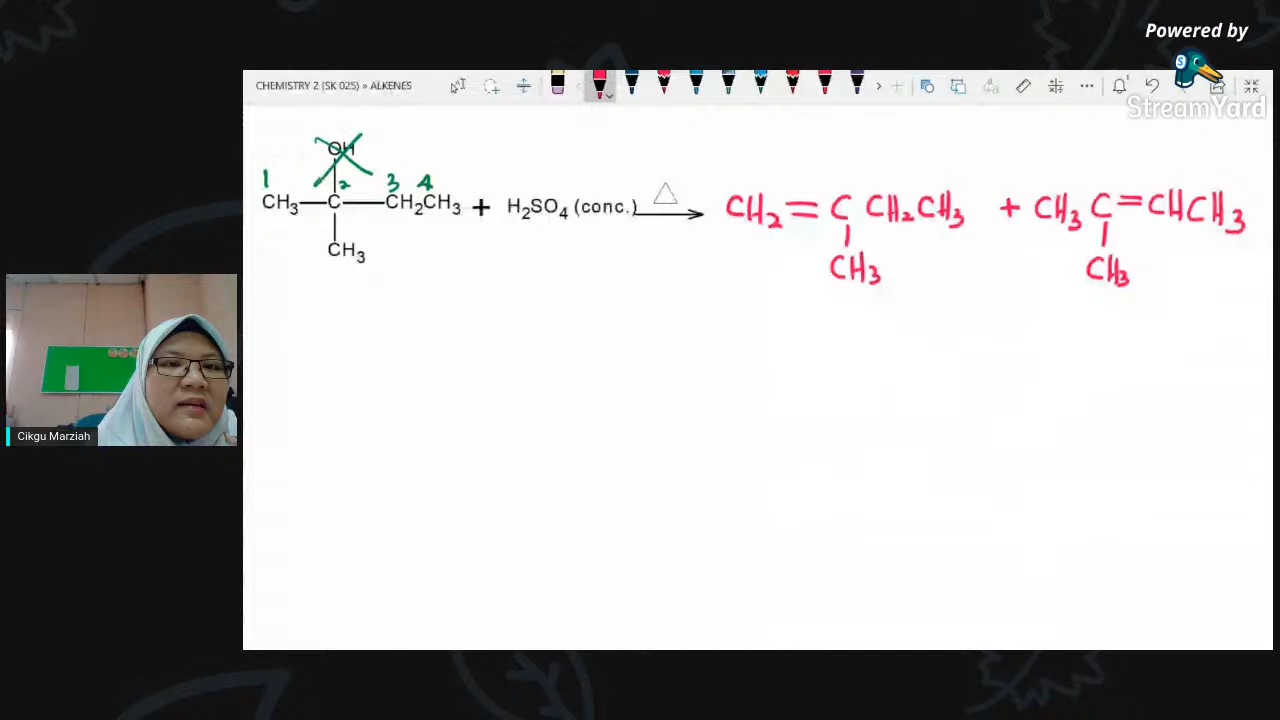 Powered by
StreamYard
CHEMISTRY 2 (SK 025) » ALKENES
OH
1 2 3 4
CH₃—C—CH₂CH₃ + H₂SO₄ (conc.) △ → CH₂=C CH₂CH₃ + CH₃C=CHCH₃
CH₃ CH₃ CH₃
Cikgu Marziah